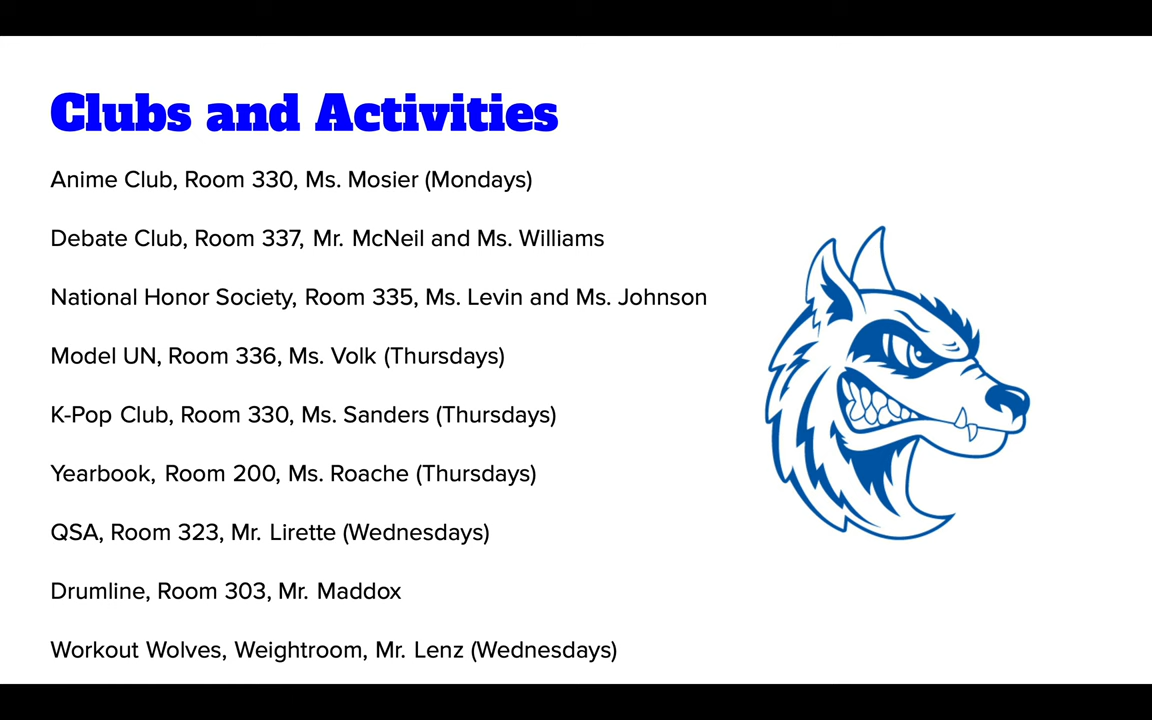 Clubs and Activities
Anime Club, Room 330, Ms. Mosier (Mondays)
Debate Club, Room 337, Mr. McNeil and Ms. Williams
National Honor Society, Room 335, Ms. Levin and Ms. Johnson
Model UN, Room 336, Ms. Volk (Thursdays)
K-Pop Club, Room 330, Ms. Sanders (Thursdays)
Yearbook, Room 200, Ms. Roache (Thursdays)
QSA, Room 323, Mr. Lirette (Wednesdays)
Drumline, Room 303, Mr. Maddox
Workout Wolves, Weightroom, Mr. Lenz (Wednesdays)